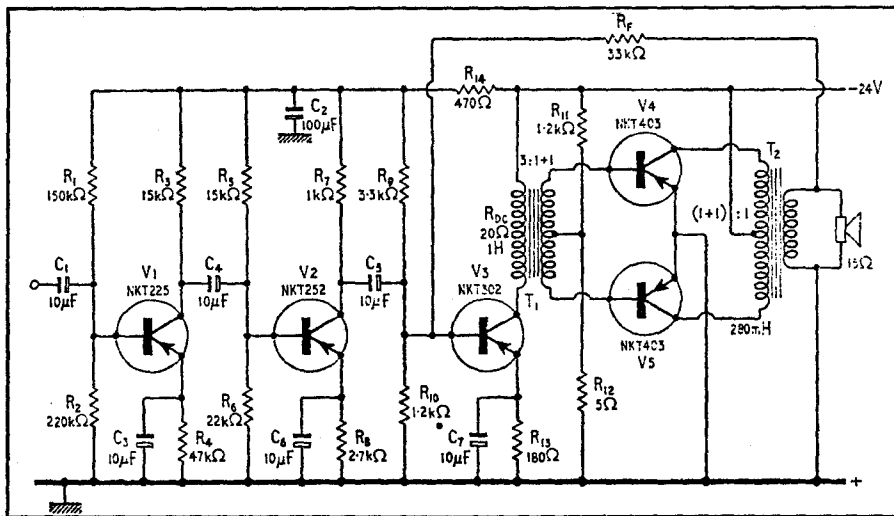 R_F
33kΩ
R14
470Ω
−24V
C2
100μF
R11
1·2kΩ
V4
NKT403
T2
R1
150kΩ
R3
15kΩ
R5
15kΩ
R7
1kΩ
R9
3·3kΩ
3:1+1
R_DC
20Ω
1H
T1
(1+1) :1
15Ω
C1
10μF
V1
NKT225
C4
10μF
V2
NKT252
C5
10μF
V3
NKT302
NKT403
V5
280mH
R2
220kΩ
C3
10μF
R4
47kΩ
R6
22kΩ
C6
10μF
R8
2·7kΩ
R10
1·2kΩ
C7
10μF
R13
180Ω
R12
5Ω
+